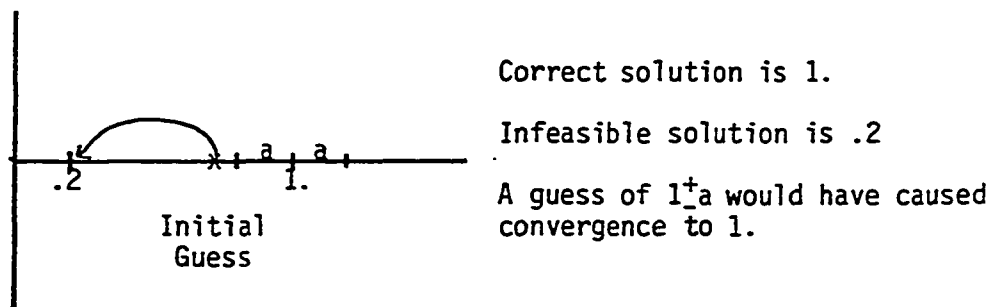 Correct solution is 1.
Infeasible solution is .2
A guess of 1±a would have caused
convergence to 1.
a a
.2 1.
Initial
Guess